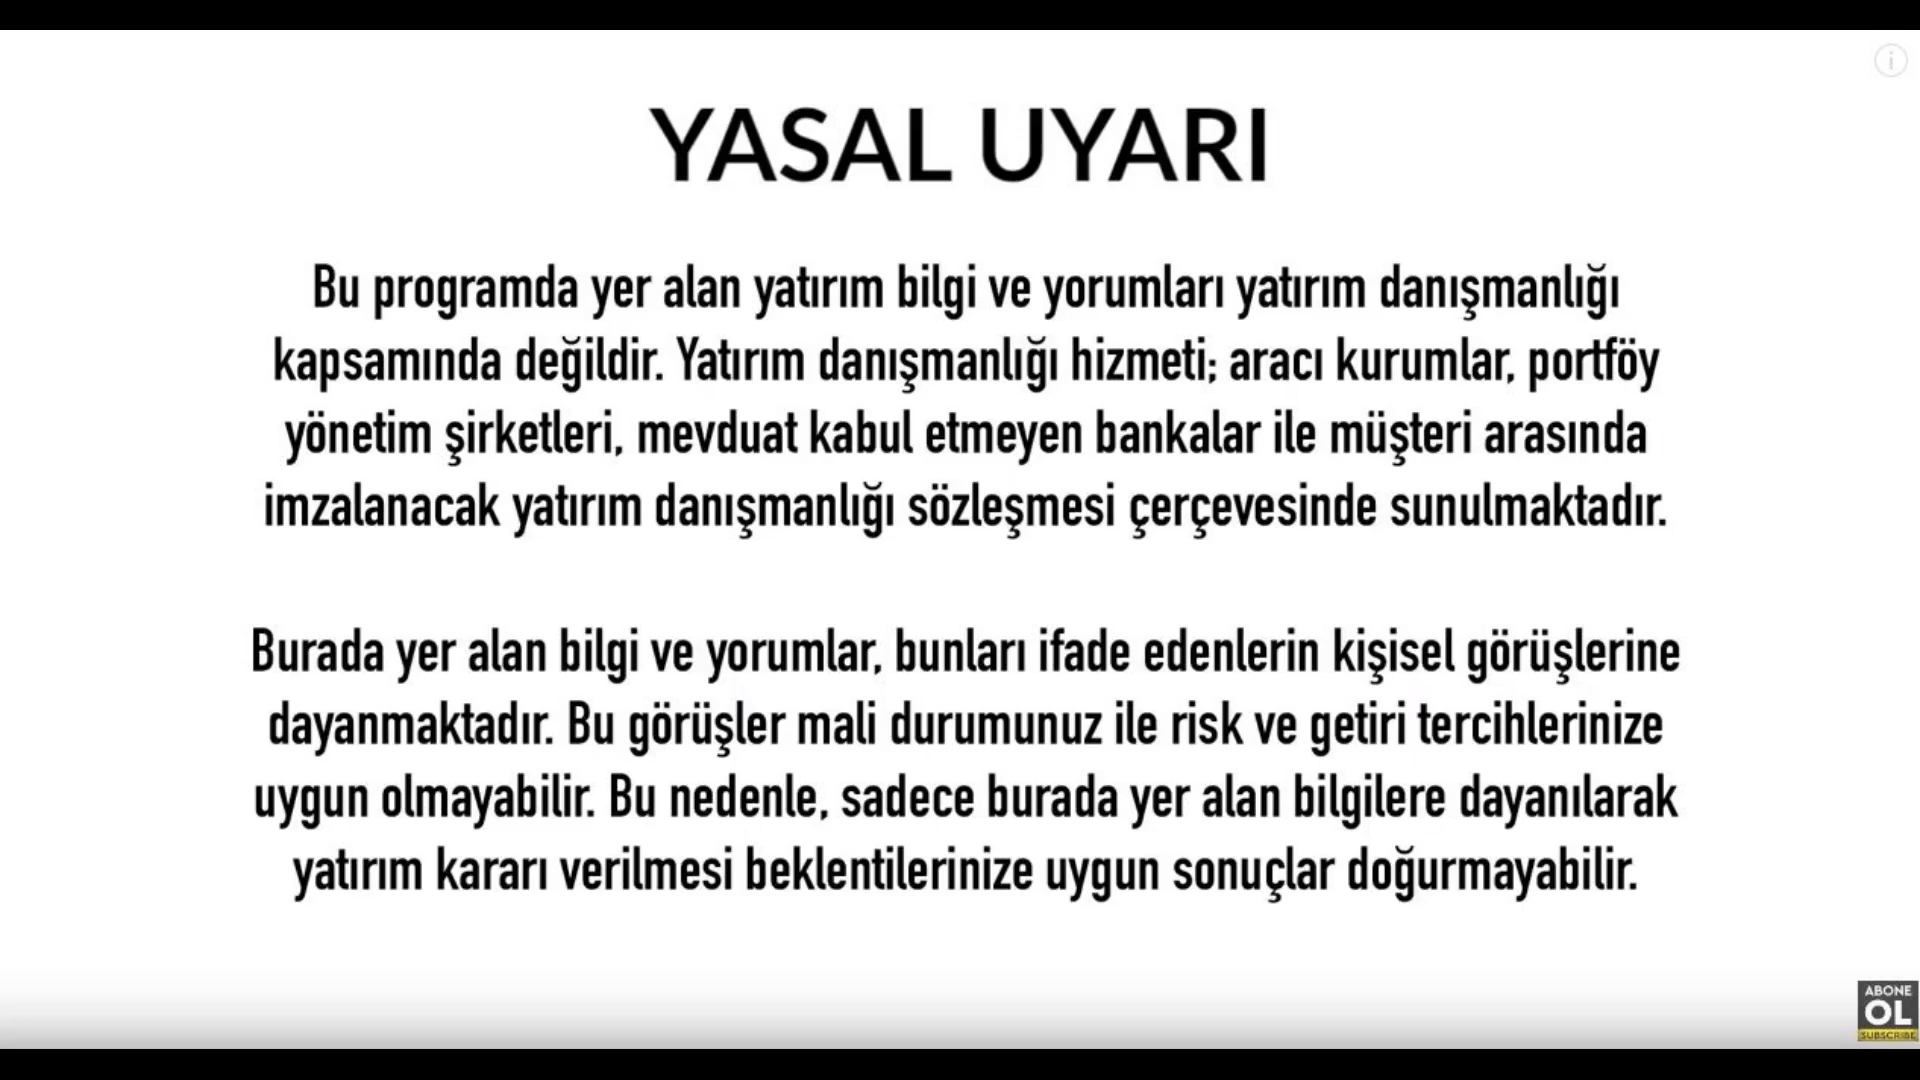 YASAL UYARI
Bu programda yer alan yatırım bilgi ve yorumları yatırım danışmanlığı
kapsamında değildir. Yatırım danışmanlığı hizmeti; aracı kurumlar, portföy
yönetim şirketleri, mevduat kabul etmeyen bankalar ile müşteri arasında
imzalanacak yatırım danışmanlığı sözleşmesi çerçevesinde sunulmaktadır.
Burada yer alan bilgi ve yorumlar, bunları ifade edenlerin kişisel görüşlerine
dayanmaktadır. Bu görüşler mali durumunuz ile risk ve getiri tercihlerinize
uygun olmayabilir. Bu nedenle, sadece burada yer alan bilgilere dayanılarak
yatırım kararı verilmesi beklentilerinize uygun sonuçlar doğurmayabilir.
ABONE
OL
SUBSCRIBE